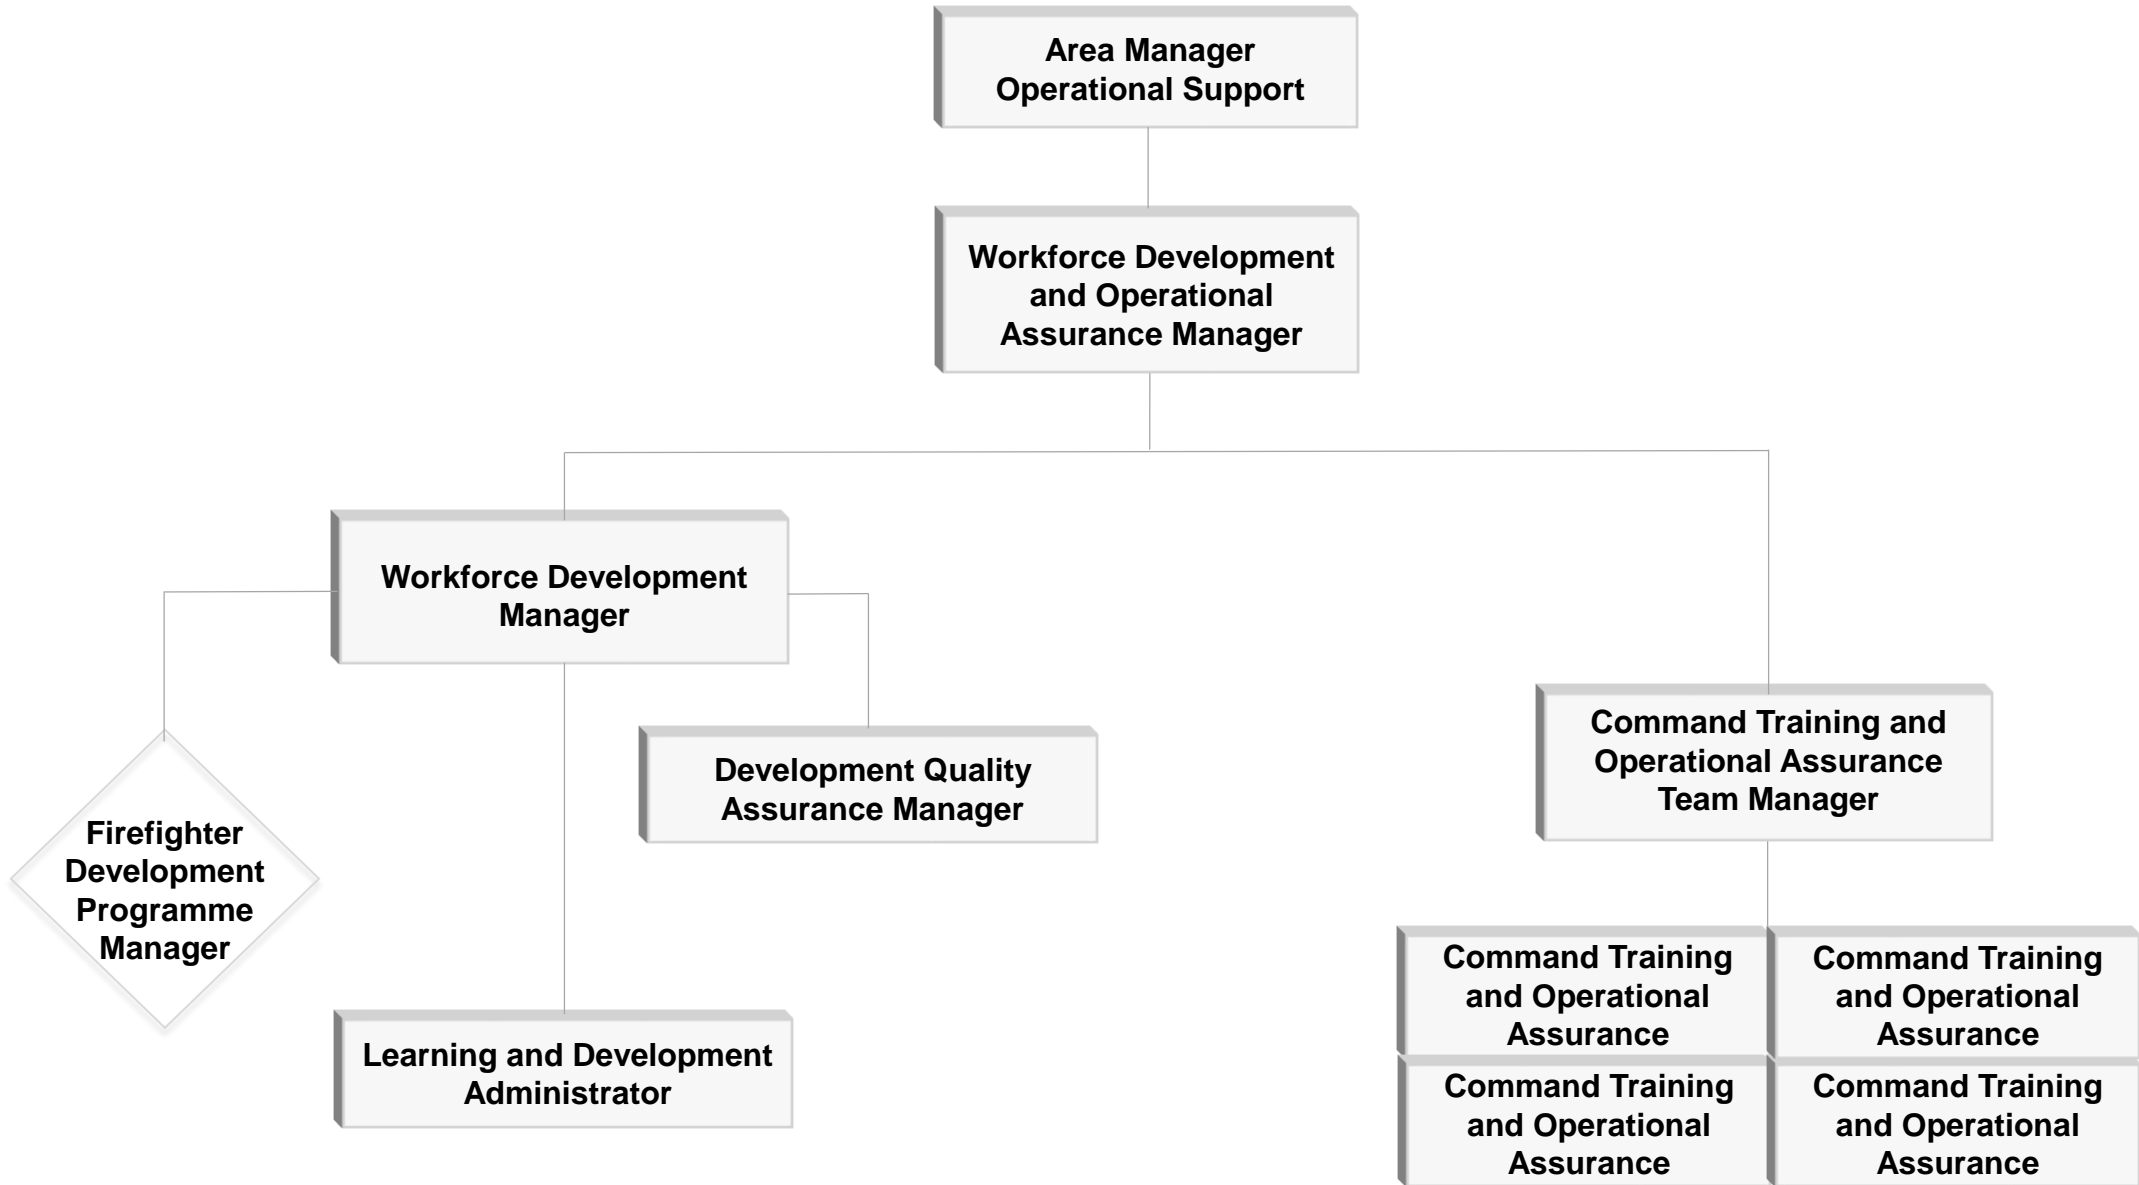 Area Manager
Operational Support
Workforce Development
and Operational
Assurance Manager
Workforce Development
Manager
Firefighter
Development
Programme
Manager
Development Quality
Assurance Manager
Learning and Development
Administrator
Command Training and
Operational Assurance
Team Manager
Command Training
and Operational
Assurance
Command Training
and Operational
Assurance
Command Training
and Operational
Assurance
Command Training
and Operational
Assurance